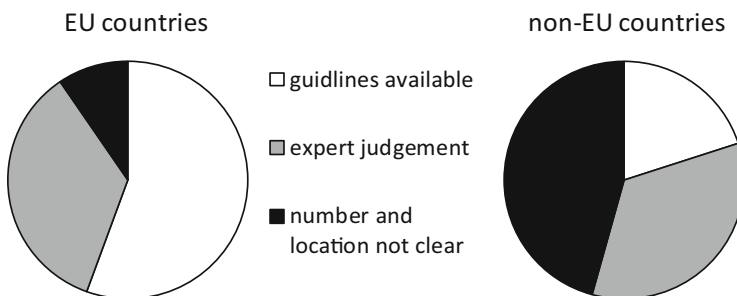 EU countries
non-EU countries
guidlines available
expert judgement
number and
location not clear